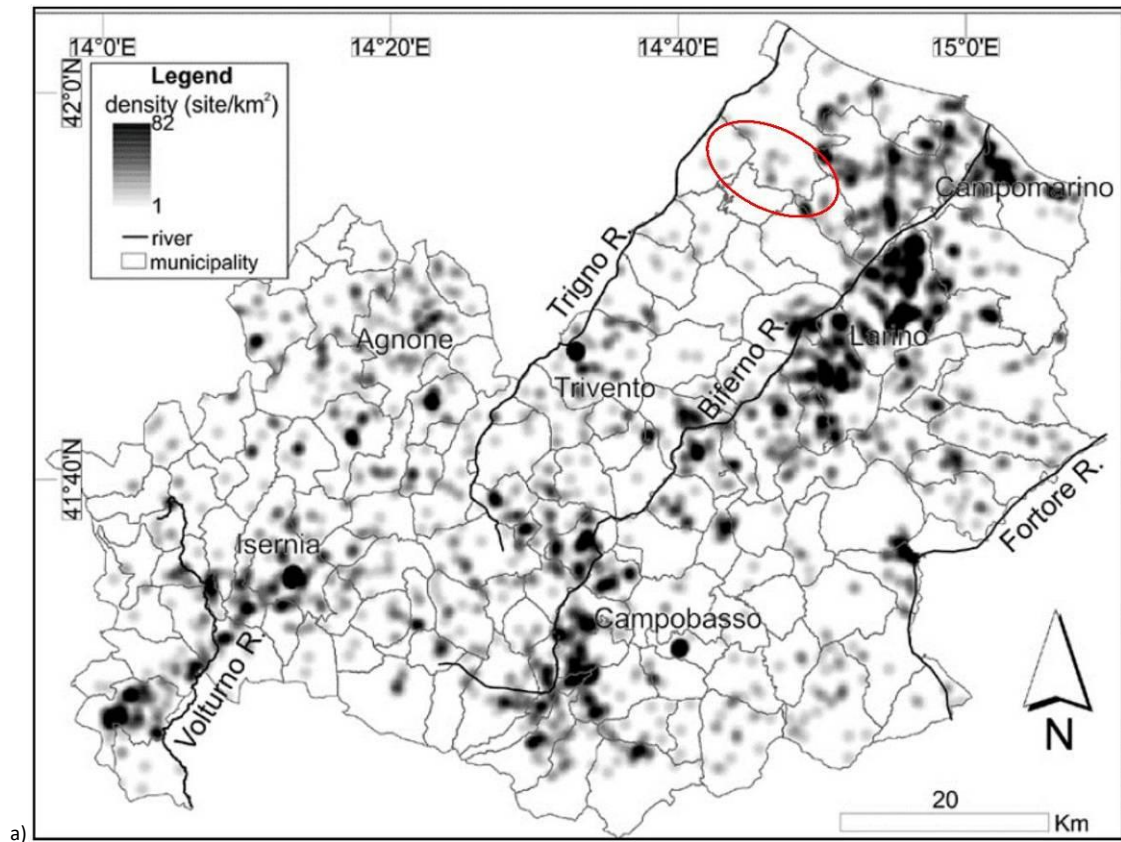 14°0'E 14°20'E 14°40'E 15°0'E
42°0'N
Legend
density (site/km²)
82
1
river
municipality
Campomarino
Trigno R.
Agnone
Larino
Biferno R.
Trivento
41°40'N
Fortore R.
Isernia
Campobasso
Volturno R.
N
20
Km
a)